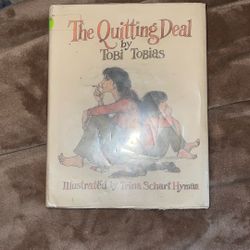 The Quitting Deal
by
TOBI TOBIAS
Illustrated by Trina Schart Hyman